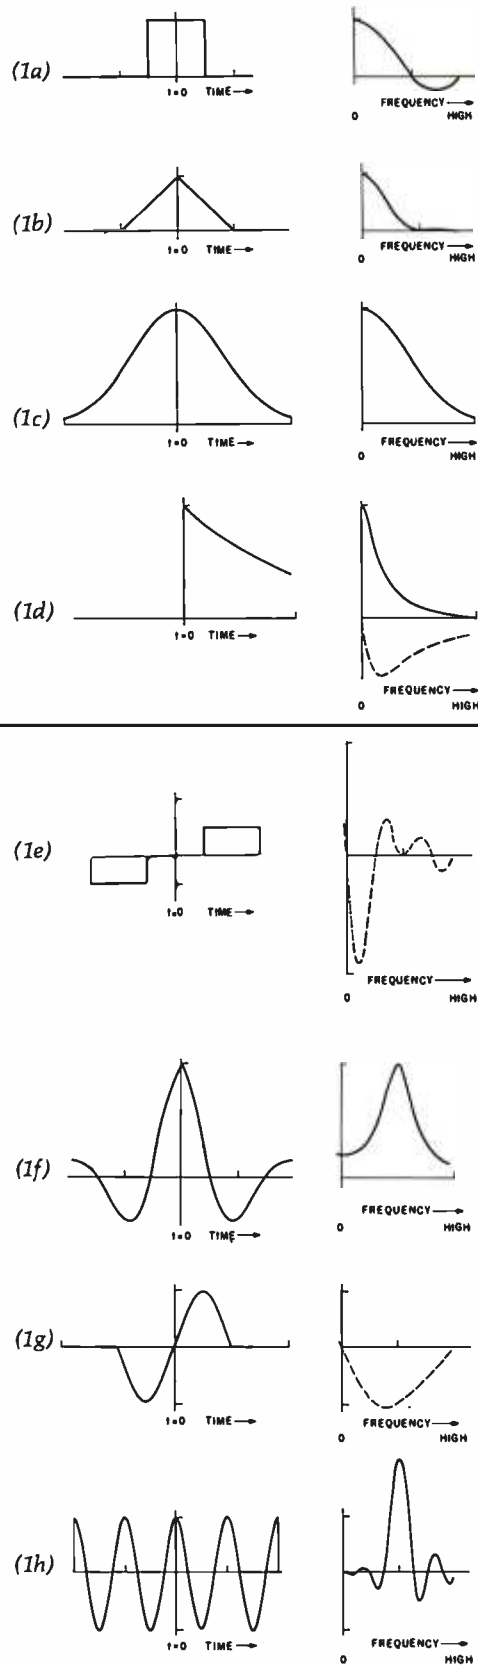 (1a)
t=0 TIME→
FREQUENCY→
0 HIGH
(1b)
t=0 TIME→
FREQUENCY→
0 HIGH
(1c)
t=0 TIME→
FREQUENCY→
0 HIGH
(1d)
t=0 TIME→
FREQUENCY→
0 HIGH
(1e)
t=0 TIME→
FREQUENCY→
0 HIGH
(1f)
t=0 TIME→
FREQUENCY→
0 HIGH
(1g)
t=0 TIME→
FREQUENCY→
0 HIGH
(1h)
t=0 TIME→
FREQUENCY→
0 HIGH